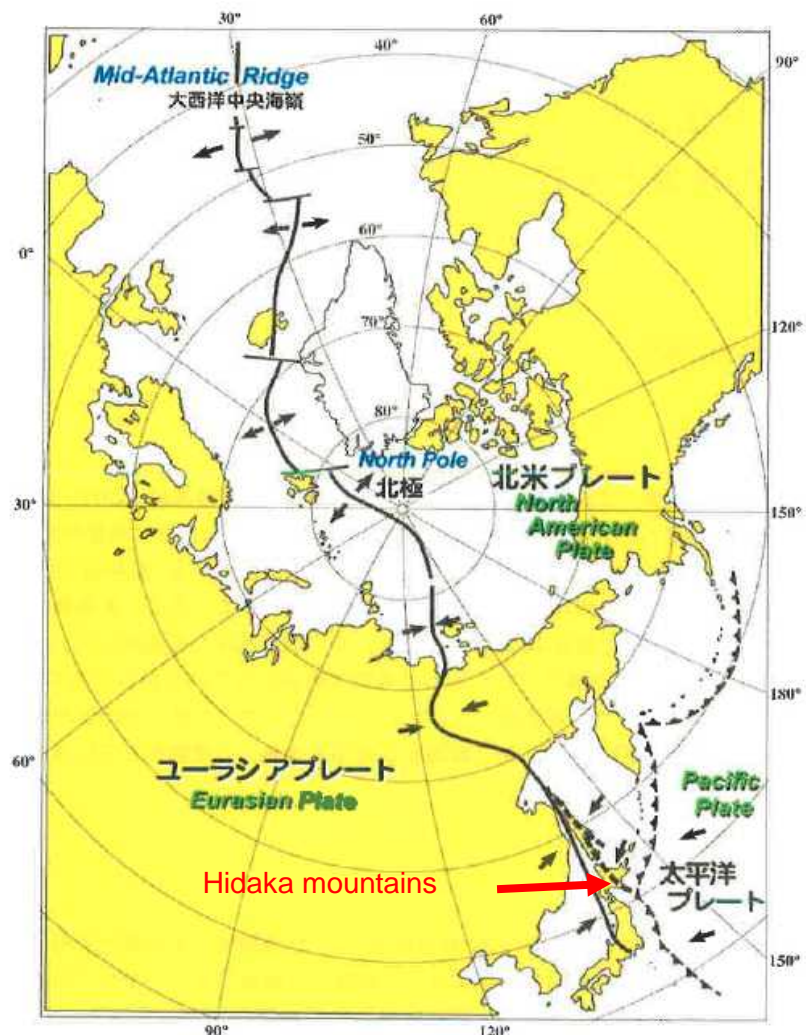 30°
60°
40°
90°
Mid-Atlantic Ridge
大西洋中央海嶺
50°
60°
0°
70°
120°
80°
North Pole
北極
北米プレート
North
American
Plate
30°
150°
180°
60°
ユーラシアプレート
Eurasian Plate
Pacific
Plate
Hidaka mountains
太平洋
プレート
150°
90°
120°